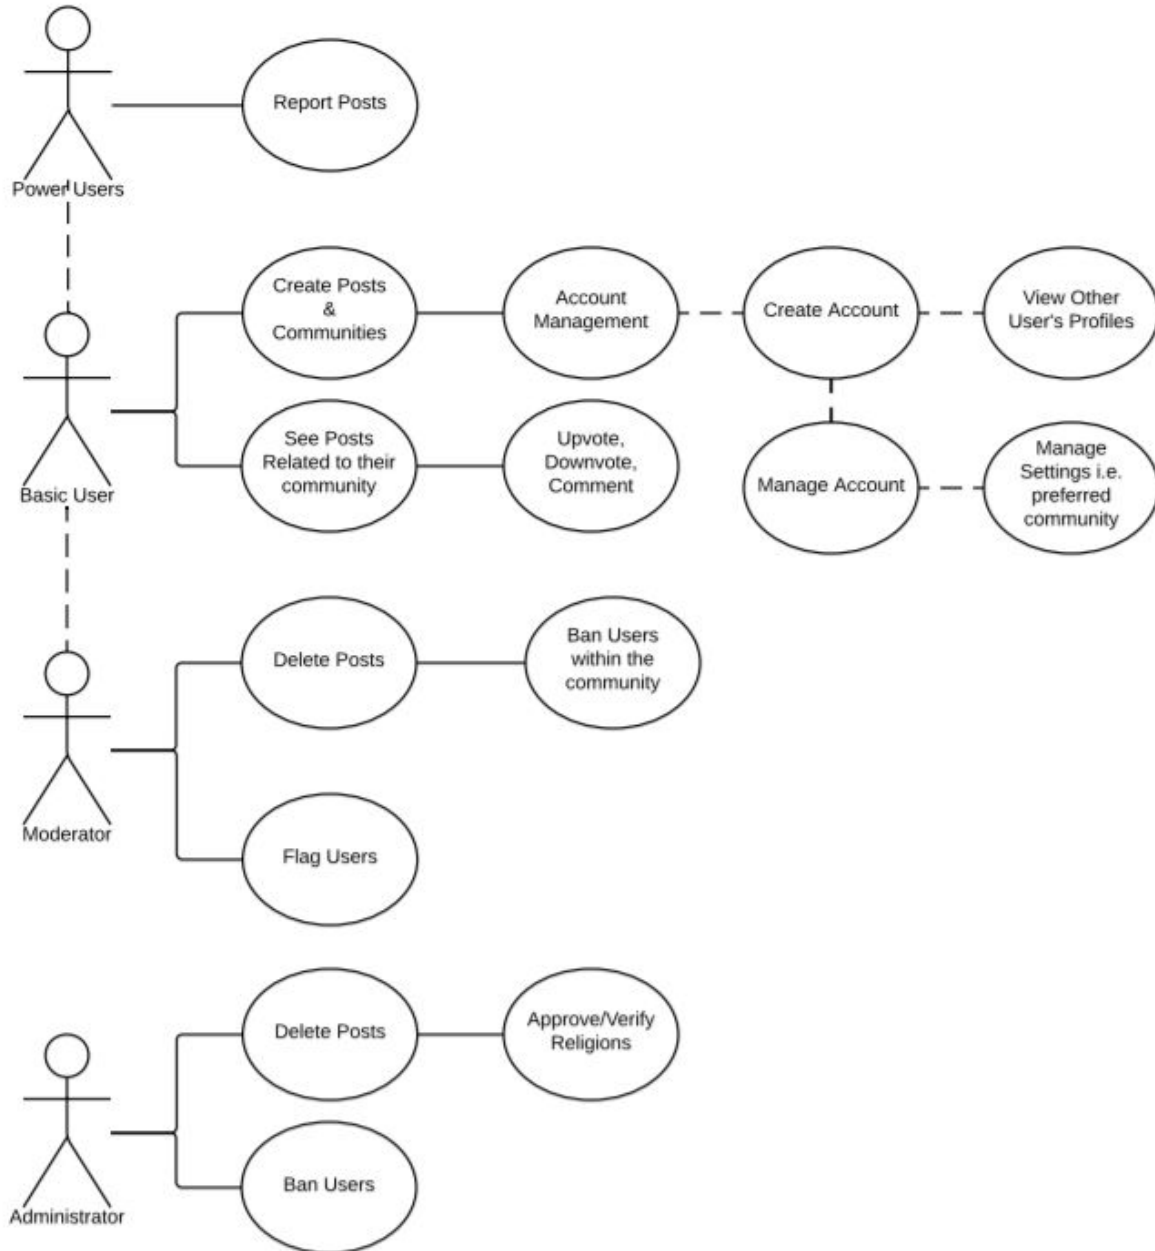 Report Posts
Power Users
Create Posts
&
Communities
Account
Management
Create Account
View Other
User's Profiles
See Posts
Related to their
community
Upvote,
Downvote,
Comment
Manage Account
Manage
Settings i.e.
preferred
community
Basic User
Delete Posts
Ban Users
within the
community
Moderator
Flag Users
Delete Posts
Approve/Verify
Religions
Ban Users
Administrator